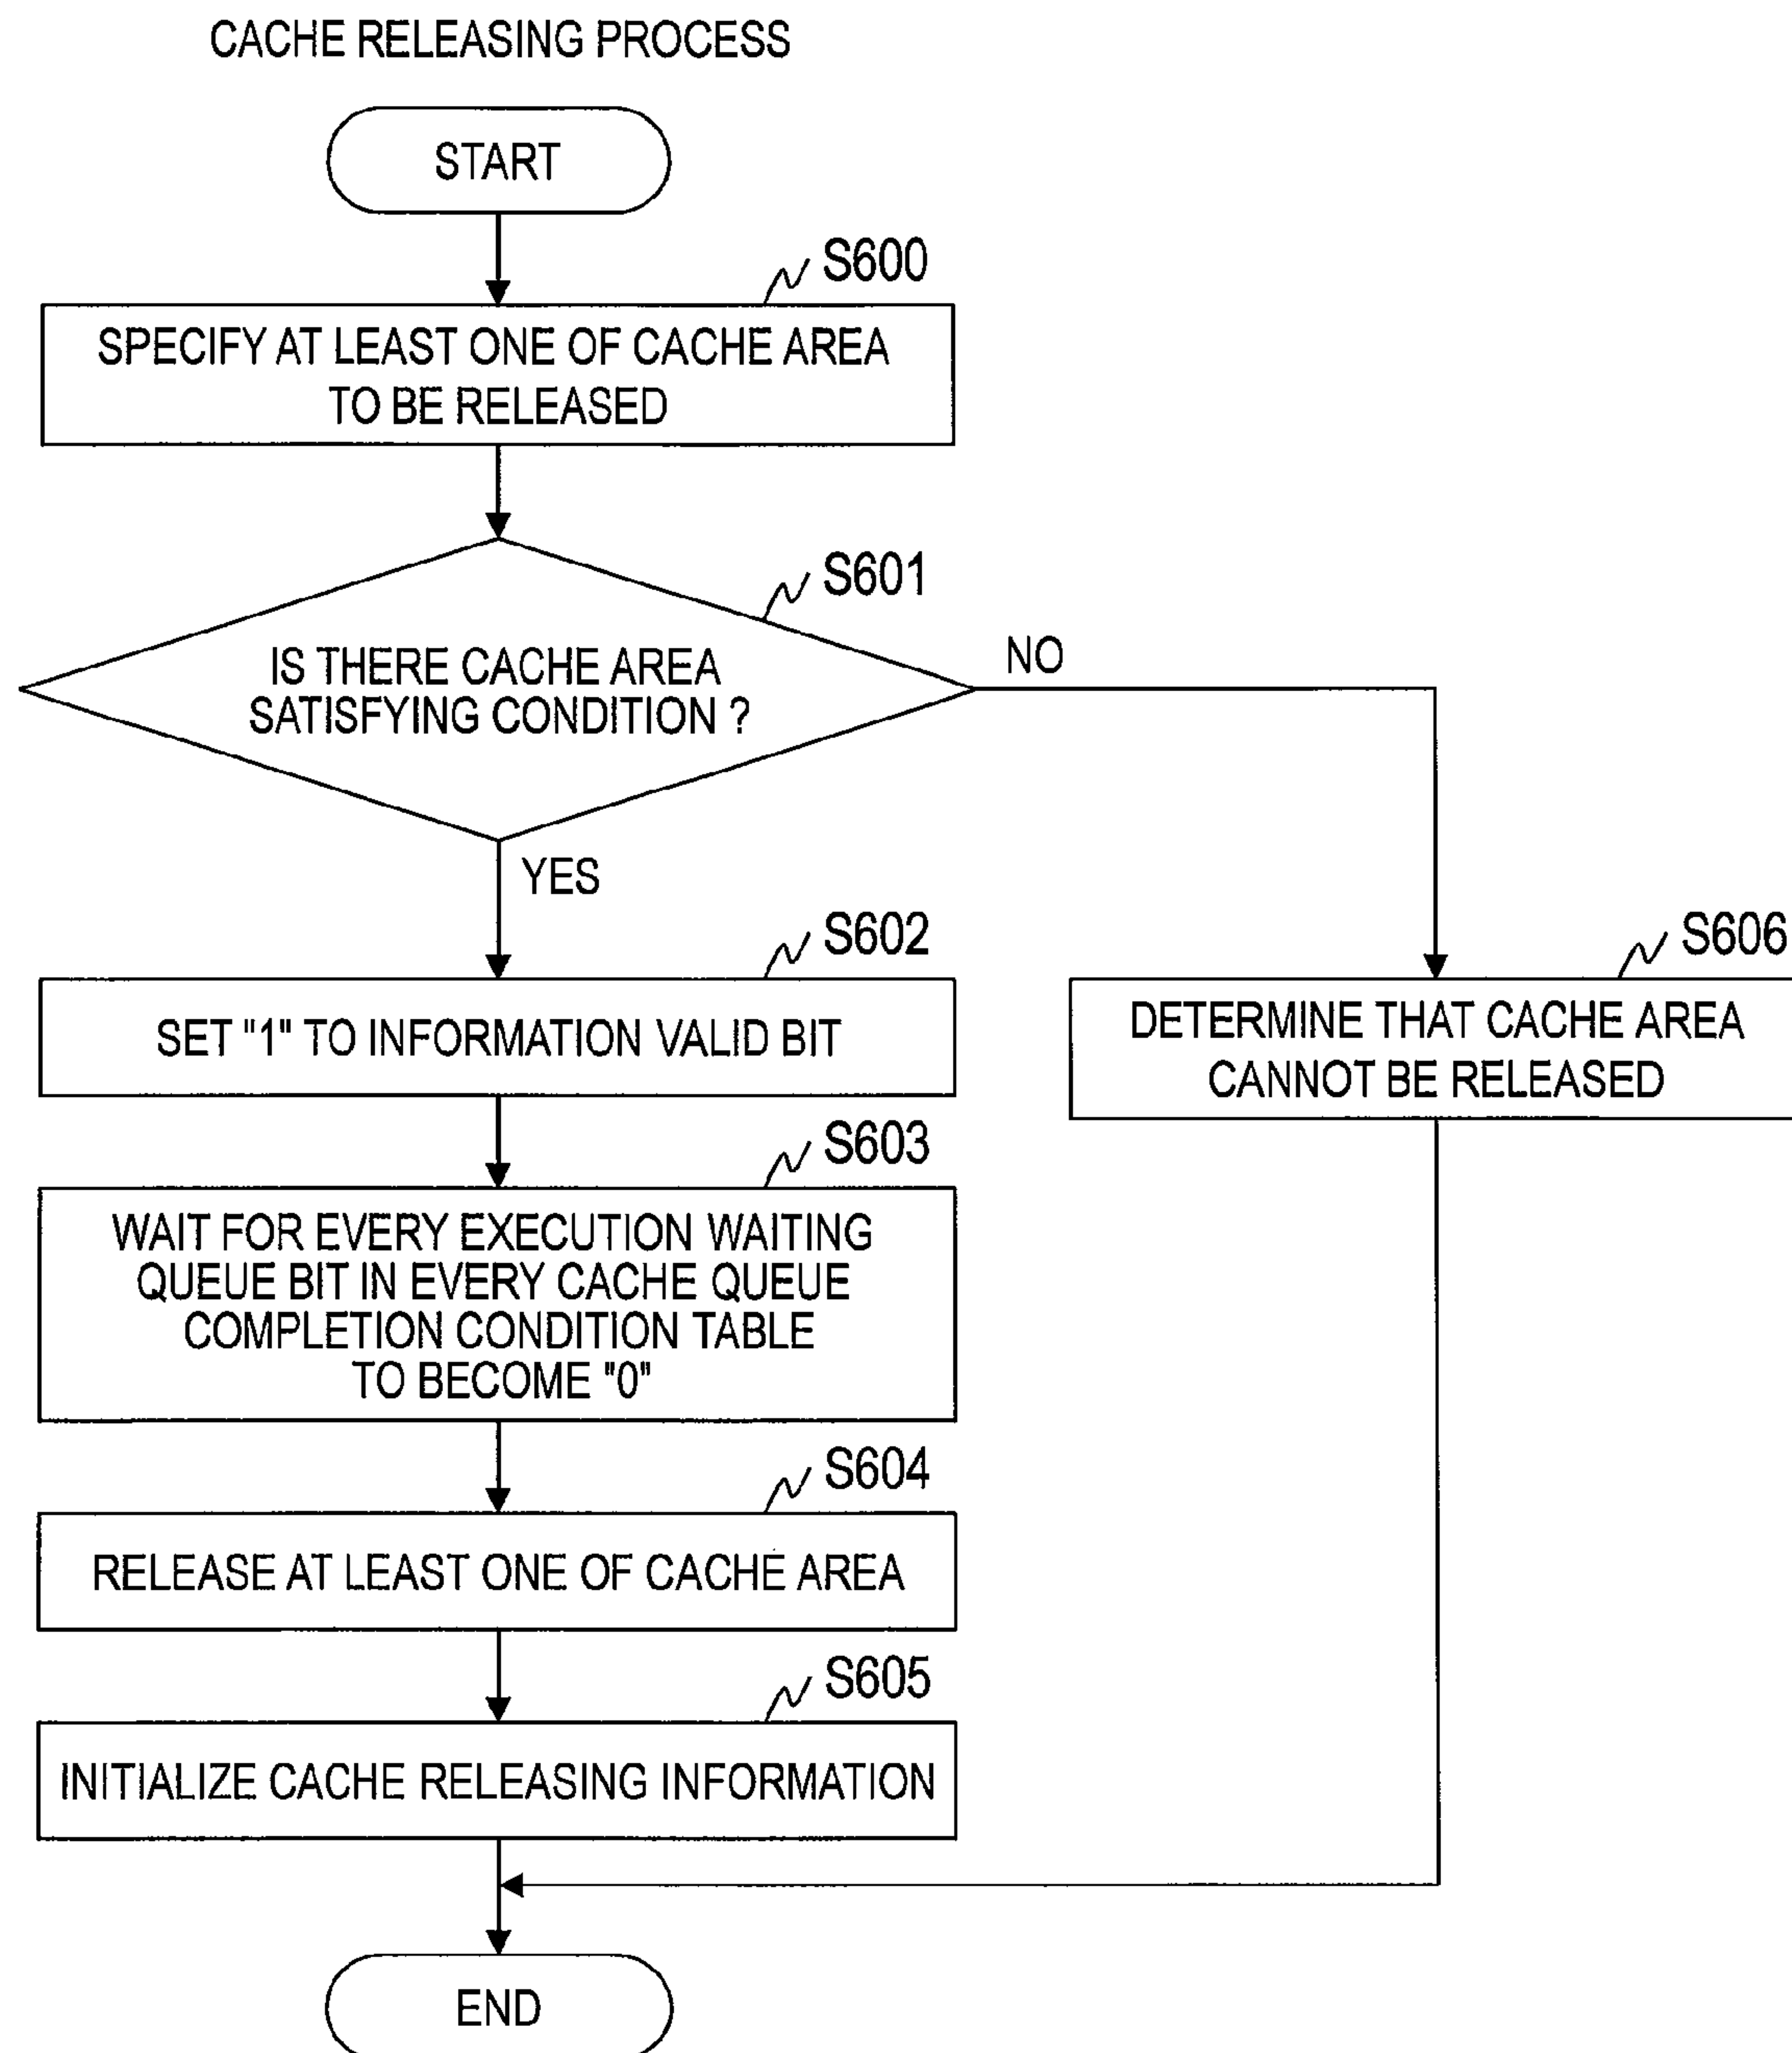 CACHE RELEASING PROCESS
START
S600
SPECIFY AT LEAST ONE OF CACHE AREA
TO BE RELEASED
S601
IS THERE CACHE AREA
SATISFYING CONDITION ?
NO
YES
S602
SET "1" TO INFORMATION VALID BIT
S606
DETERMINE THAT CACHE AREA
CANNOT BE RELEASED
S603
WAIT FOR EVERY EXECUTION WAITING
QUEUE BIT IN EVERY CACHE QUEUE
COMPLETION CONDITION TABLE
TO BECOME "0"
S604
RELEASE AT LEAST ONE OF CACHE AREA
S605
INITIALIZE CACHE RELEASING INFORMATION
END